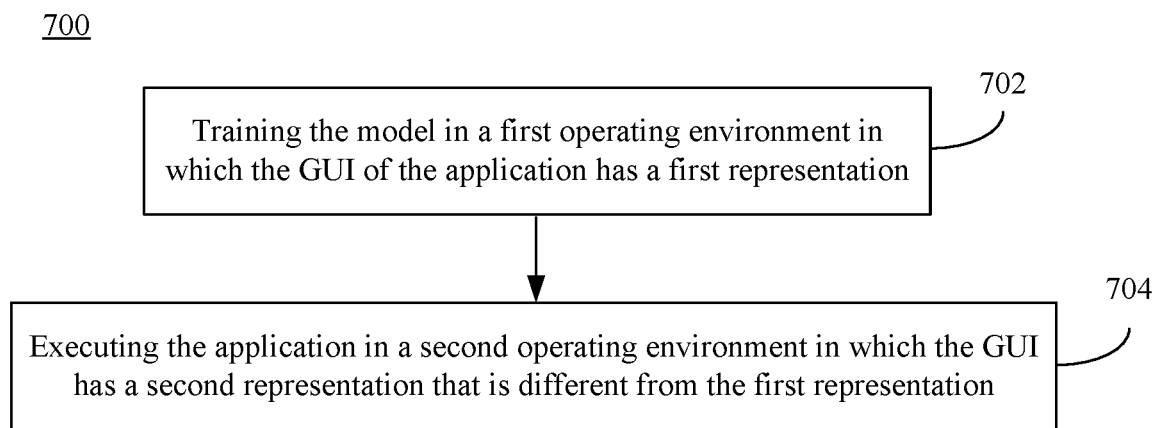 700
702
Training the model in a first operating environment in
which the GUI of the application has a first representation
704
Executing the application in a second operating environment in which the GUI
has a second representation that is different from the first representation